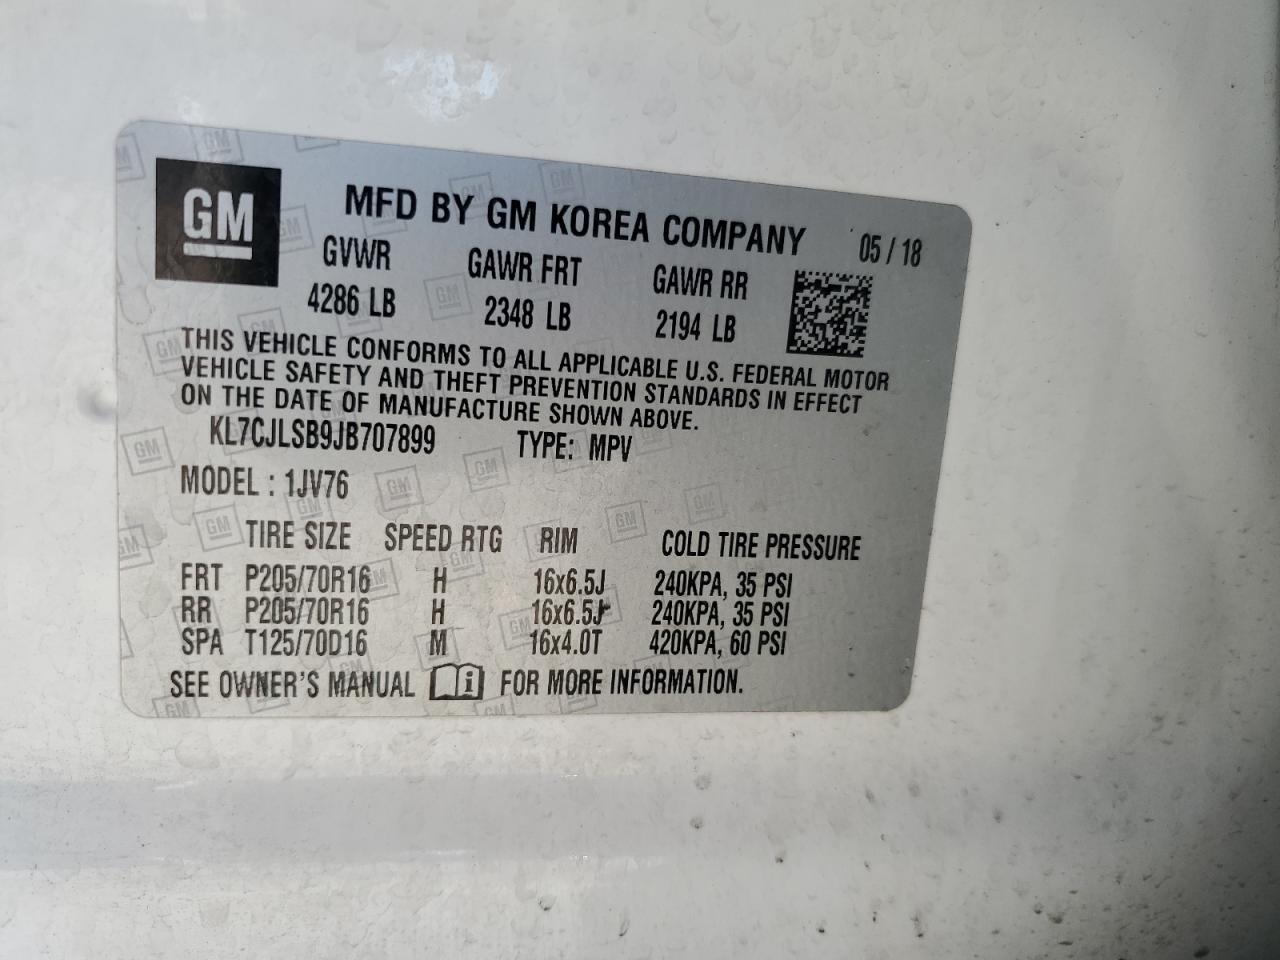 GM
MFD BY GM KOREA COMPANY 05 / 18
GVWR GAWR FRT GAWR RR
4286 LB 2348 LB 2194 LB
THIS VEHICLE CONFORMS TO ALL APPLICABLE U.S. FEDERAL MOTOR
VEHICLE SAFETY AND THEFT PREVENTION STANDARDS IN EFFECT
ON THE DATE OF MANUFACTURE SHOWN ABOVE.
KL7CJLSB9JB707899 TYPE: MPV
MODEL : 1JV76
TIRE SIZE SPEED RTG RIM COLD TIRE PRESSURE
FRT P205/70R16 H 16x6.5J 240KPA, 35 PSI
RR P205/70R16 H 16x6.5J 240KPA, 35 PSI
SPA T125/70D16 M 16x4.0T 420KPA, 60 PSI
SEE OWNER'S MANUAL i FOR MORE INFORMATION.